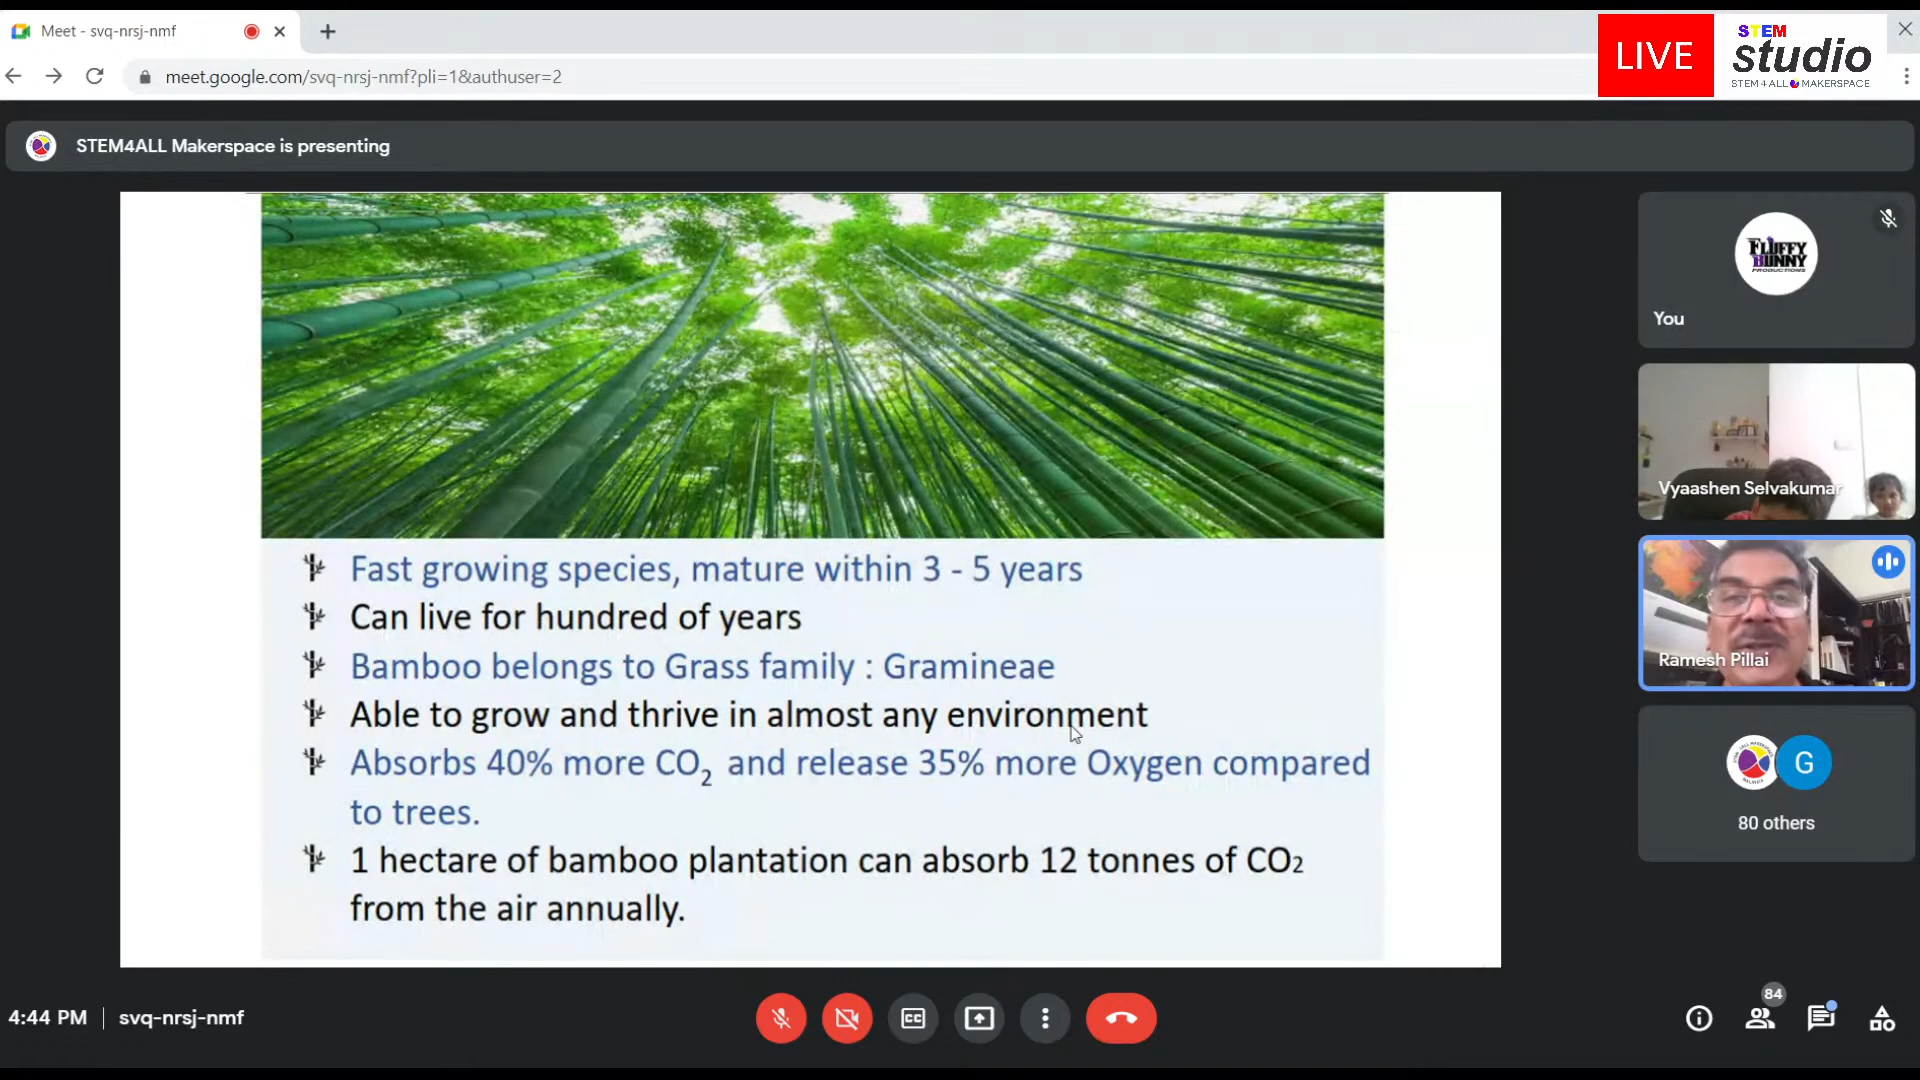 Meet - svq-nrsj-nmf
meet.google.com/svq-nrsj-nmf?pli=1&authuser=2
LIVE
STEM
studio
STEM4ALL MAKERSPACE
STEM4ALL Makerspace is presenting
Fast growing species, mature within 3 - 5 years
Can live for hundred of years
Bamboo belongs to Grass family : Gramineae
Able to grow and thrive in almost any environment
Absorbs 40% more CO2 and release 35% more Oxygen compared
to trees.
1 hectare of bamboo plantation can absorb 12 tonnes of CO2
from the air annually.
FLUFFY
BUNNY
PRODUCTIONS
You
Vyaashen Selvakumar
Ramesh Pillai
G
80 others
4:44 PM | svq-nrsj-nmf
CC
84